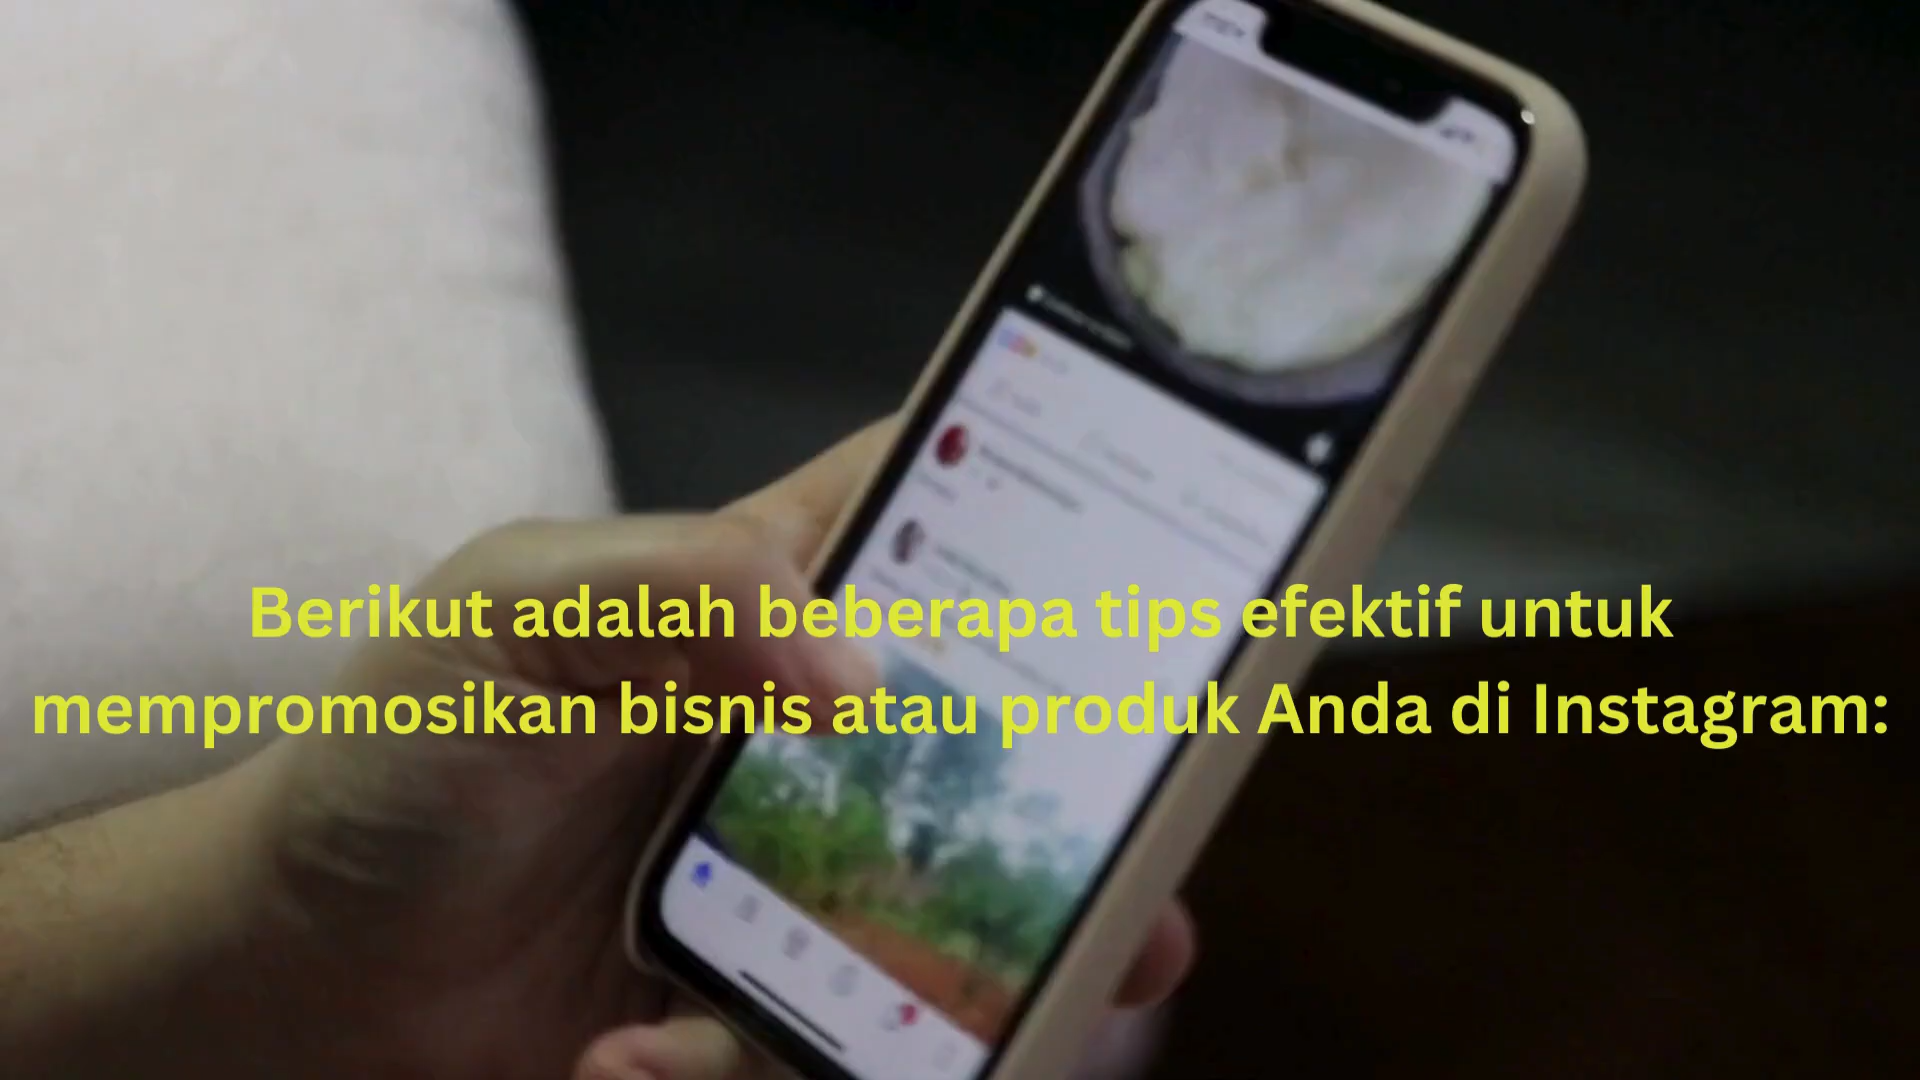 Berikut adalah beberapa tips efektif untuk
mempromosikan bisnis atau produk Anda di Instagram: